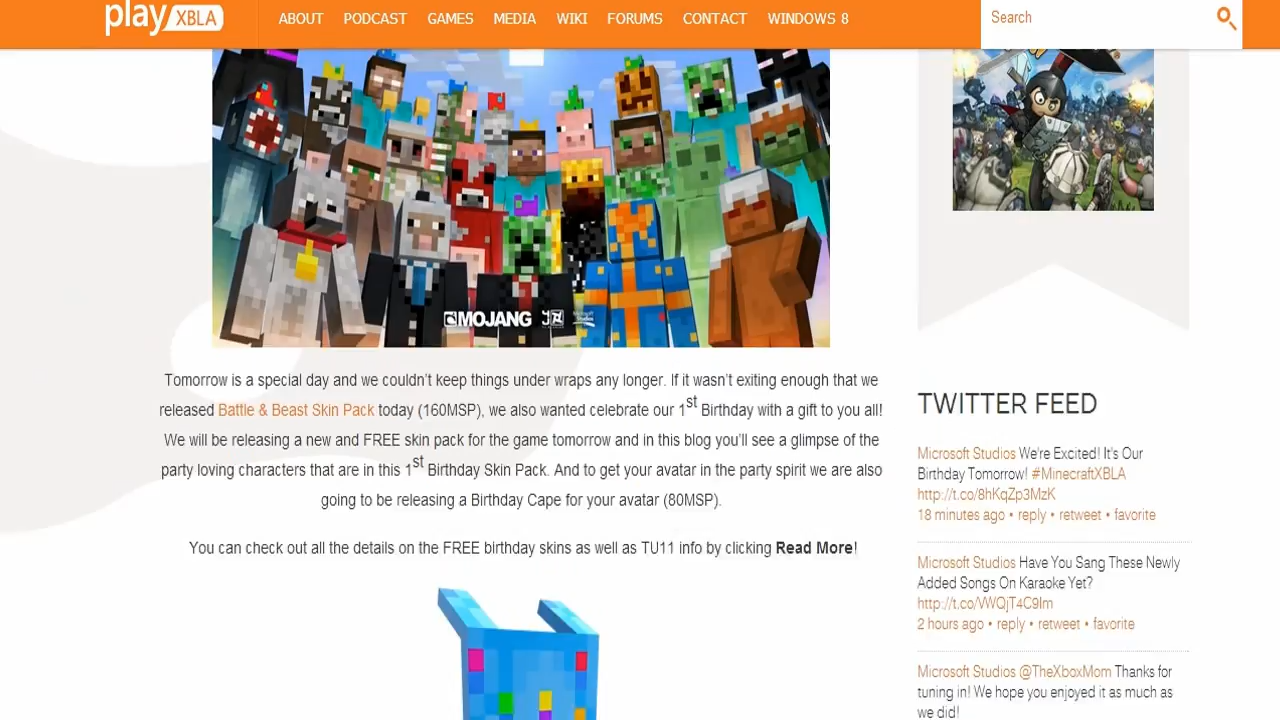 play XBLA
ABOUT PODCAST GAMES MEDIA WIKI FORUMS CONTACT WINDOWS 8
Search
MOJANG
Tomorrow is a special day and we couldn't keep things under wraps any longer. If it wasn't exiting enough that we
released Battle & Beast Skin Pack today (160MSP), we also wanted celebrate our 1st Birthday with a gift to you all!
We will be releasing a new and FREE skin pack for the game tomorrow and in this blog you'll see a glimpse of the
party loving characters that are in this 1st Birthday Skin Pack. And to get your avatar in the party spirit we are also
going to be releasing a Birthday Cape for your avatar (80MSP).
You can check out all the details on the FREE birthday skins as well as TU11 info by clicking Read More!
TWITTER FEED
Microsoft Studios We're Excited! It's Our
Birthday Tomorrow! #MinecraftXBLA
http://t.co/8hKqZp3MzK
18 minutes ago • reply • retweet • favorite
Microsoft Studios Have You Sang These Newly
Added Songs On Karaoke Yet?
http://t.co/VWQjT4C9Im
2 hours ago • reply • retweet • favorite
Microsoft Studios @TheXboxMom Thanks for
tuning in! We hope you enjoyed it as much as
we did!